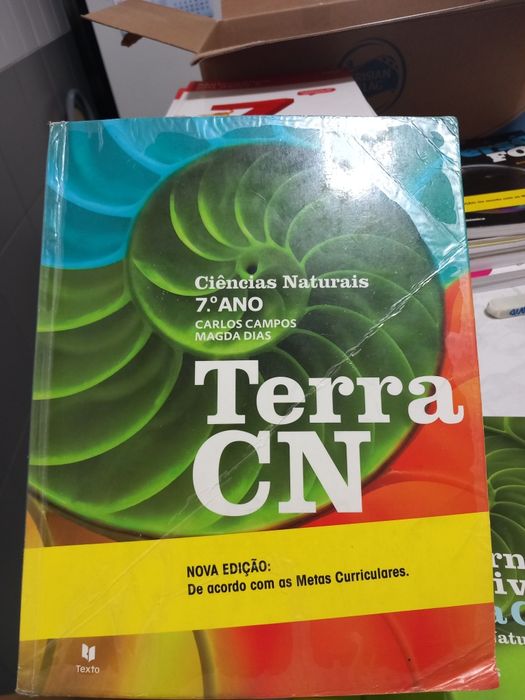 Ciências Naturais
7.º ANO
CARLOS CAMPOS
MAGDA DIAS
Terra
CN
NOVA EDIÇÃO:
De acordo com as Metas Curriculares.
Texto
FO